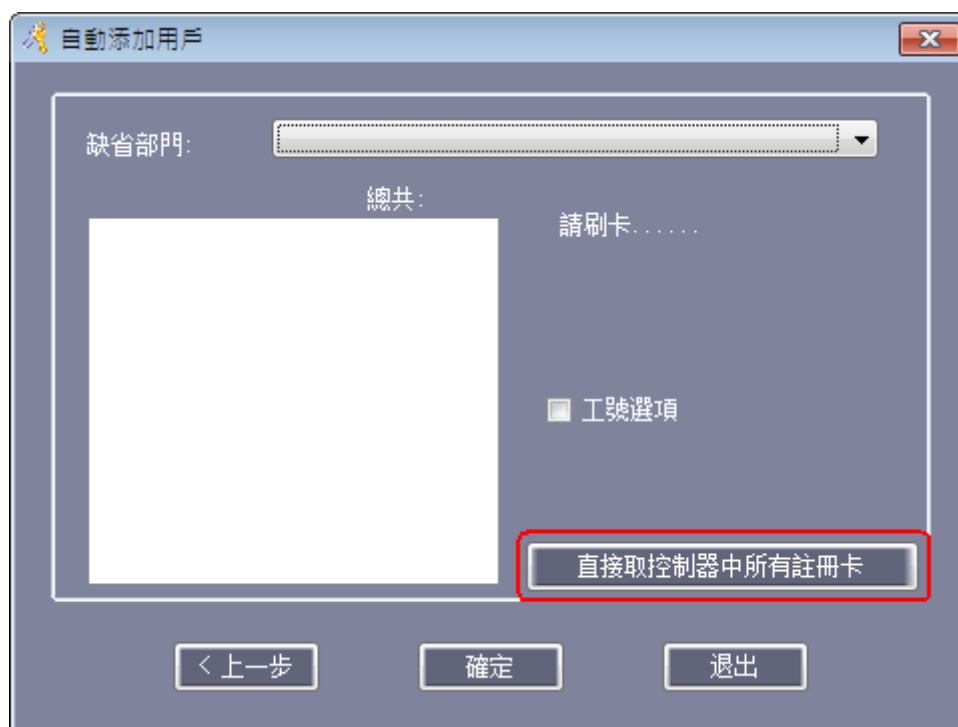 自動添加用戶
缺省部門:
總共:
請刷卡......
工號選項
直接取控制器中所有註冊卡
< 上一步
確定
退出